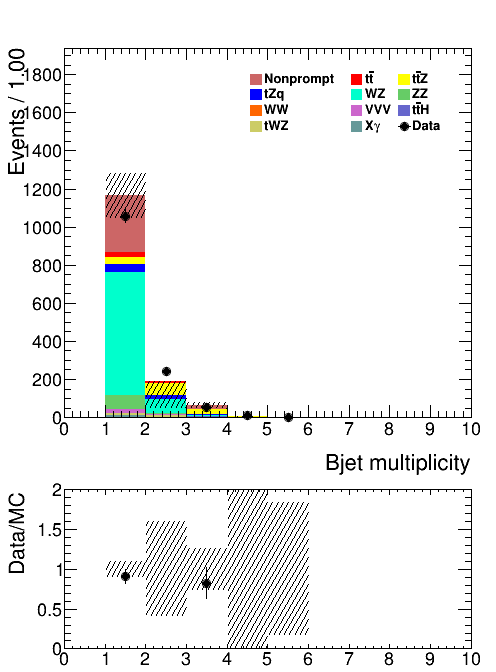 Events / 1.00
1800
1600
1400
1200
1000
800
600
400
200
0
Nonprompt tt̄ tt̄Z
tZq WZ ZZ
WW VVV tt̄H
tWZ Xγ Data
0 1 2 3 4 5 6 7 8 9 10
Bjet multiplicity
Data/MC
2
1.5
1
0.5
0
0 1 2 3 4 5 6 7 8 9 10